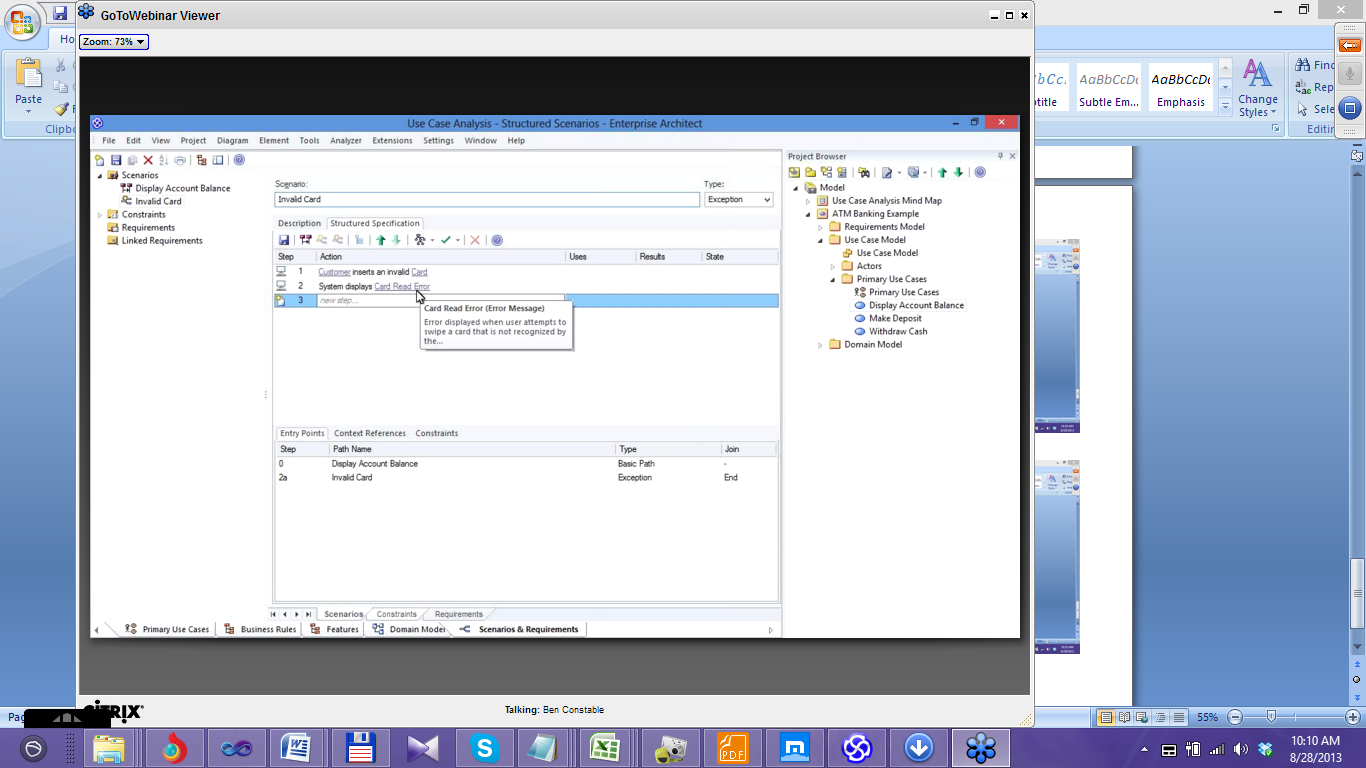 GoToWebinar Viewer
Zoom: 73%
Paste
Subtle Em...
Emphasis
Change
Styles
Use Case Analysis - Structured Scenarios - Enterprise Architect
File Edit View Project Diagram Element Tools Analyzer Extensions Settings Window Help
Scenarios
Display Account Balance
Invalid Card
Constraints
Requirements
Linked Requirements
Scenario:
Type:
Invalid Card
Exception
Description
Structured Specification
Step Action Uses Results State
1 Customer inserts an invalid Card
2 System displays Card Read Error
3 new step...
Card Read Error (Error Message)
Error displayed when user attempts to
swipe a card that is not recognized by
the...
Entry Points Context References Constraints
Step Path Name Type Join
0 Display Account Balance Basic Path -
2a Invalid Card Exception End
Scenarios Constraints Requirements
Primary Use Cases Business Rules Features Domain Model Scenarios & Requirements
Project Browser
Model
Use Case Analysis Mind Map
ATM Banking Example
Requirements Model
Use Case Model
Use Case Model
Actors
Primary Use Cases
Primary Use Cases
Display Account Balance
Make Deposit
Withdraw Cash
Domain Model
CITRIX
Talking: Ben Constable
55%
PDF
10:10 AM
8/28/2013